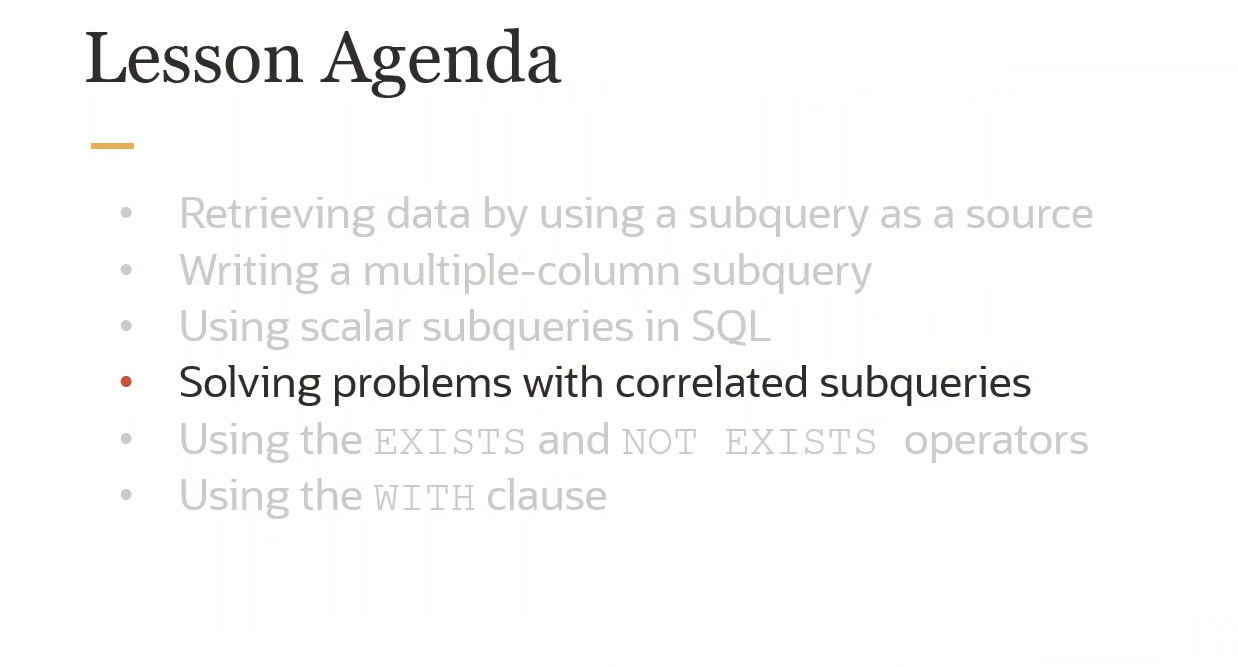 Lesson Agenda
• Retrieving data by using a subquery as a source
• Writing a multiple-column subquery
• Using scalar subqueries in SQL
• Solving problems with correlated subqueries
• Using the EXISTS and NOT EXISTS operators
• Using the WITH clause